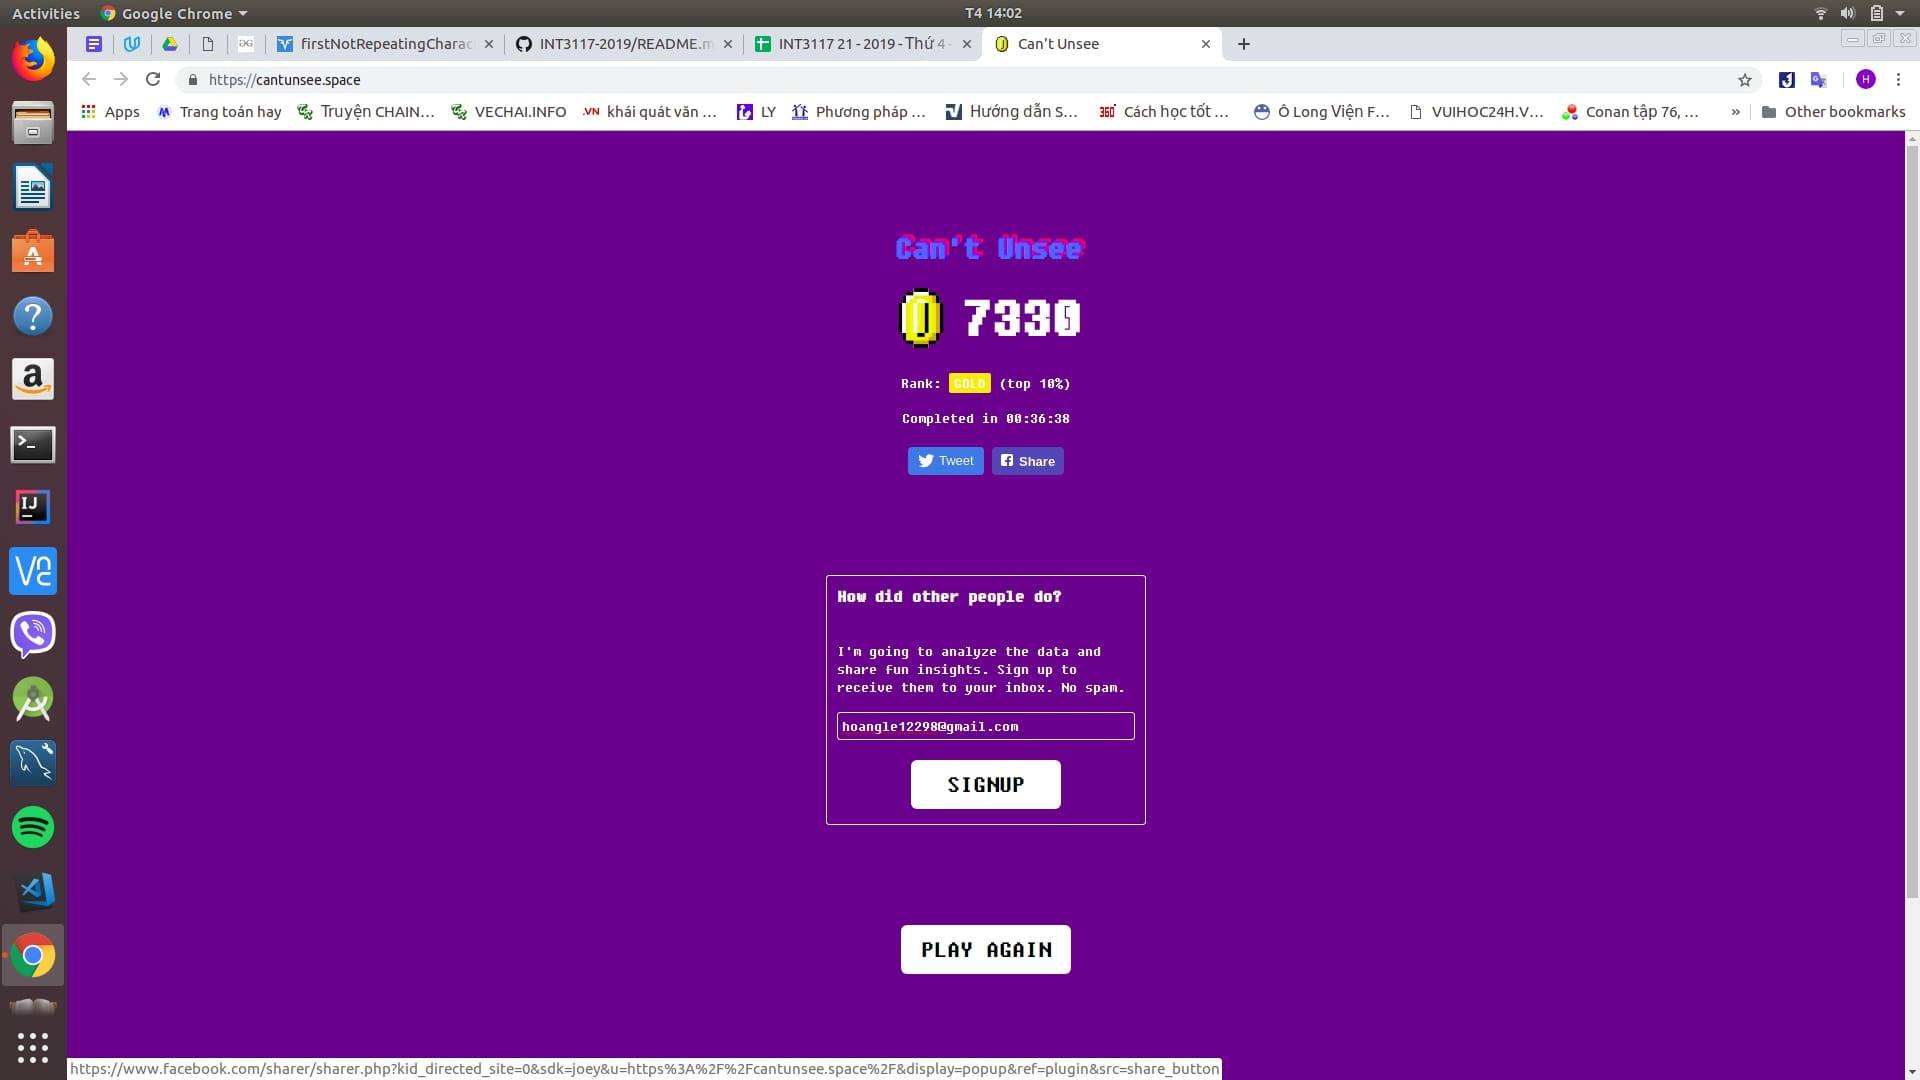 Activities
Google Chrome
T4 14:02
firstNotRepeatingCharac
INT3117-2019/README.m
INT3117 21 - 2019 - Thứ 4 -
Can't Unsee
https://cantunsee.space
H
Apps
Trang toán hay
Truyện CHAIN...
VECHAI.INFO
.VN khái quát văn ...
LY
Phương pháp ...
Hướng dẫn S...
360° Cách học tốt ...
Ô Long Viện F...
VUIHOC24H.V...
Conan tập 76, ...
»
Other bookmarks
Can't Unsee
7330
Rank: GOLD (top 10%)
Completed in 00:36:38
Tweet
Share
How did other people do?
I'm going to analyze the data and
share fun insights. Sign up to
receive them to your inbox. No spam.
hoangle12298@gmail.com
SIGNUP
PLAY AGAIN
https://www.facebook.com/sharer/sharer.php?kid_directed_site=0&sdk=joey&u=https%3A%2F%2Fcantunsee.space%2F&display=popup&ref=plugin&src=share_button